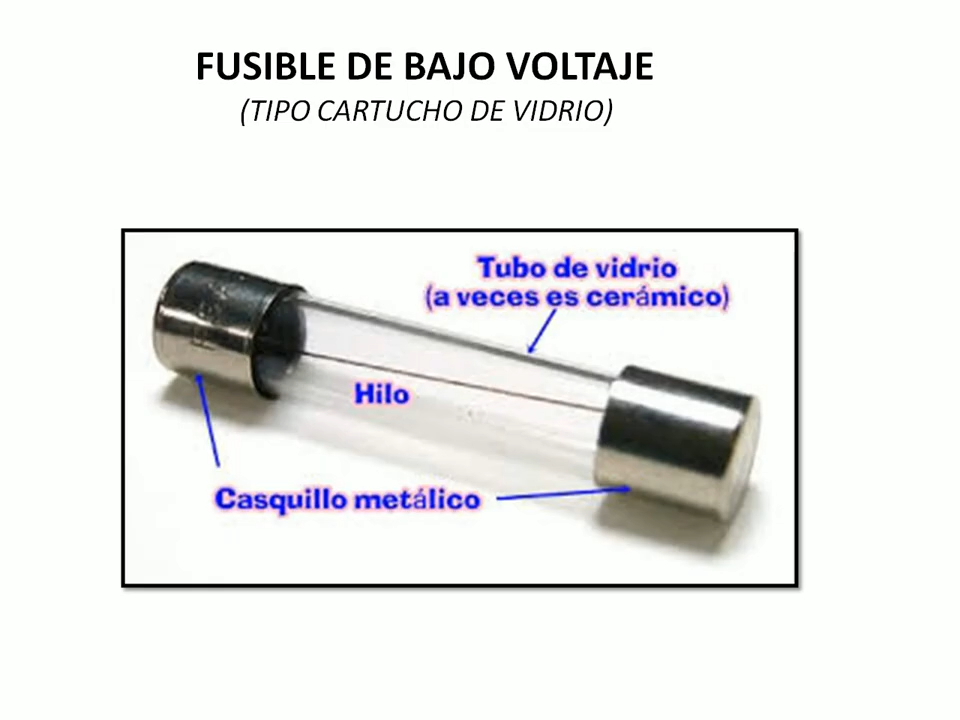 FUSIBLE DE BAJO VOLTAJE
(TIPO CARTUCHO DE VIDRIO)
Tubo de vidrio
(a veces es cerámico)
Hilo
Casquillo metálico